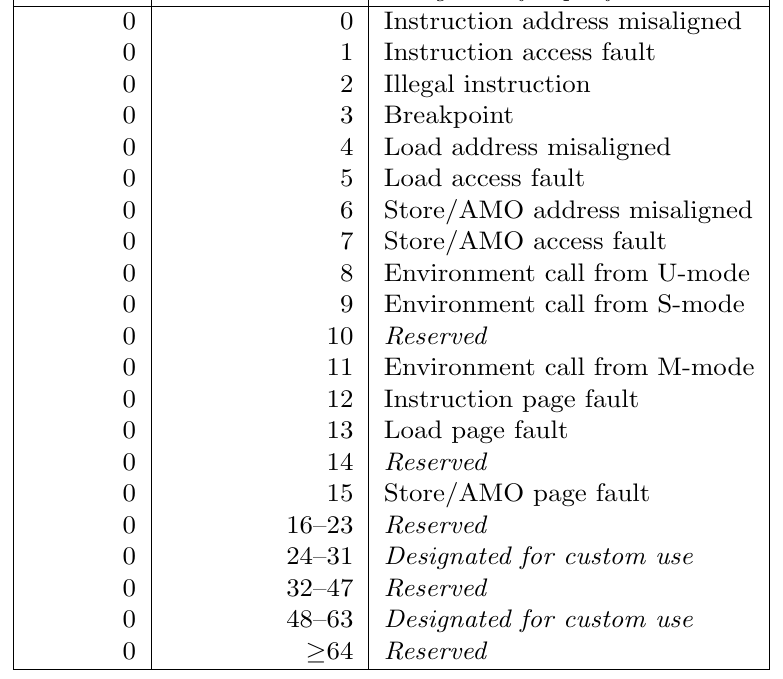 0 0 Instruction address misaligned
0 1 Instruction access fault
0 2 Illegal instruction
0 3 Breakpoint
0 4 Load address misaligned
0 5 Load access fault
0 6 Store/AMO address misaligned
0 7 Store/AMO access fault
0 8 Environment call from U-mode
0 9 Environment call from S-mode
0 10 Reserved
0 11 Environment call from M-mode
0 12 Instruction page fault
0 13 Load page fault
0 14 Reserved
0 15 Store/AMO page fault
0 16–23 Reserved
0 24–31 Designated for custom use
0 32–47 Reserved
0 48–63 Designated for custom use
0 ≥64 Reserved